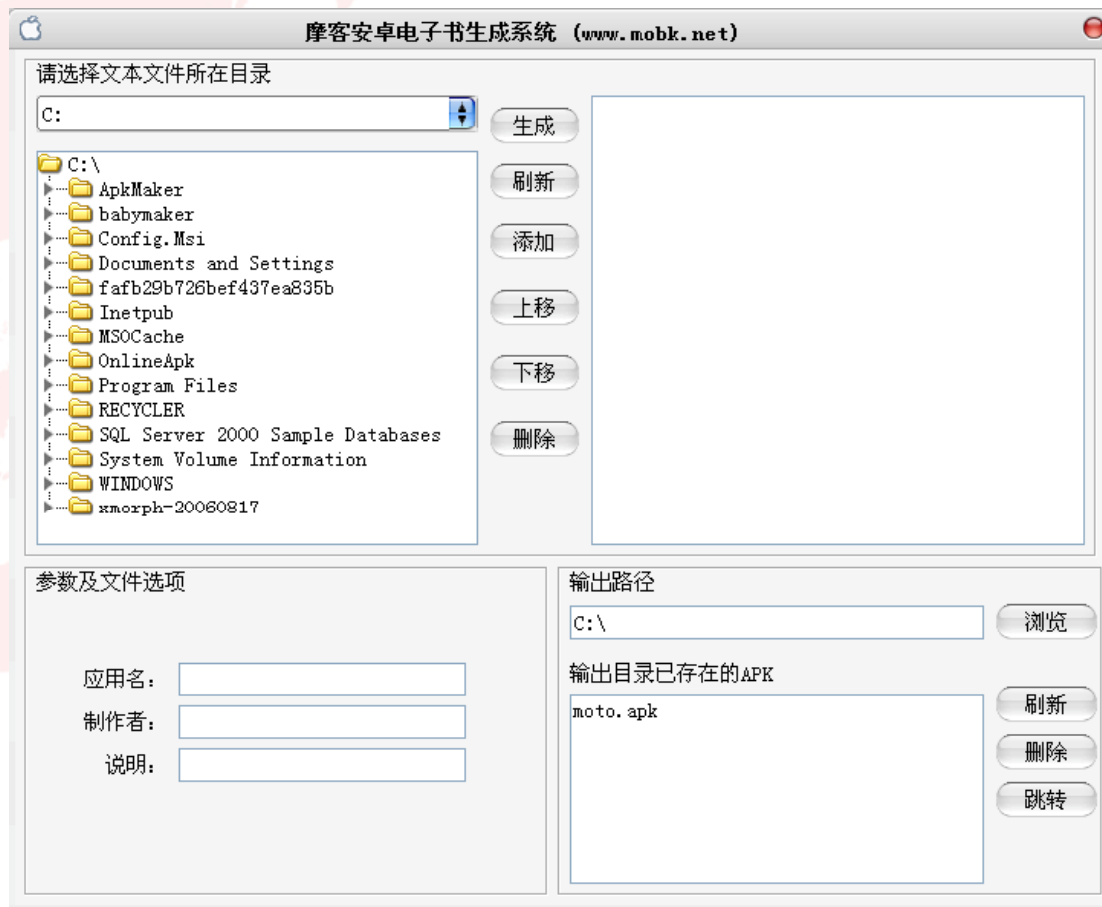 摩客安卓电子书生成系统 (www.mobk.net)
请选择文本文件所在目录
C:
生成
刷新
添加
上移
下移
删除
C:\
ApkMaker
babymaker
Config.Msi
Documents and Settings
fafb29b726bef437ea835b
Inetpub
MSOCache
OnlineApk
Program Files
RECYCLER
SQL Server 2000 Sample Databases
System Volume Information
WINDOWS
xmorph-20060817
参数及文件选项
应用名:
制作者:
说明:
输出路径
C:\
浏览
输出目录已存在的APK
moto.apk
刷新
删除
跳转